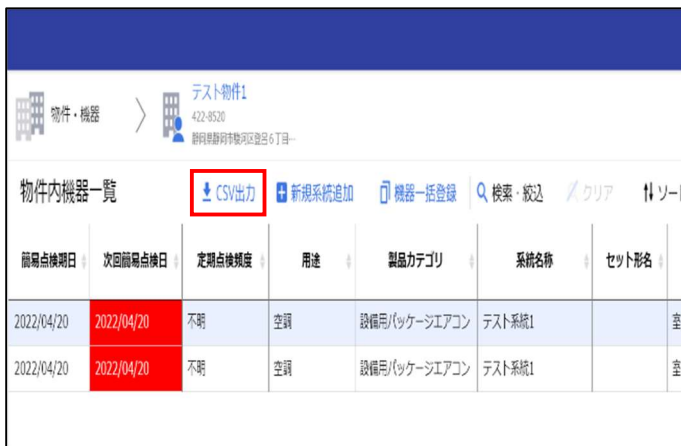 物件・機器
テスト物件1
422-8520
静岡県静岡市駿河区登呂6丁目…
物件内機器一覧
CSV出力
新規系統追加
機器一括登録
検索・絞込
クリア
ソート
簡易点検期日 次回簡易点検日 定期点検頻度 用途 製品カテゴリ 系統名称 セット形名
2022/04/20 2022/04/20 不明 空調 設備用パッケージエアコン テスト系統1 室
2022/04/20 2022/04/20 不明 空調 設備用パッケージエアコン テスト系統1 室